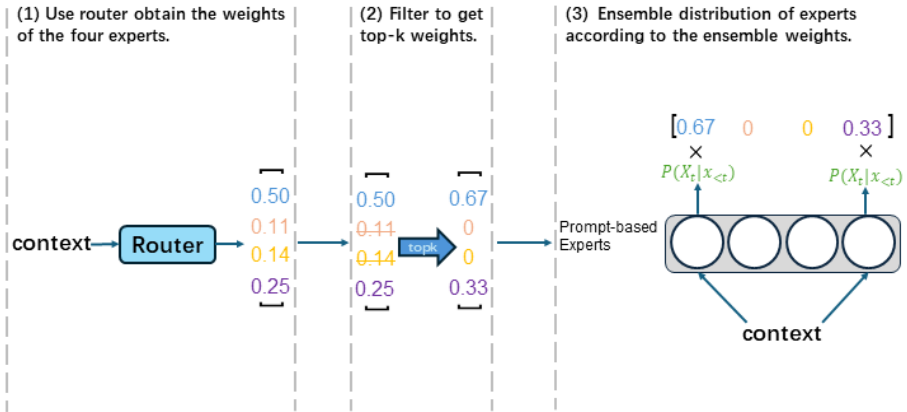 (1) Use router obtain the weights
of the four experts.
(2) Filter to get
top-k weights.
(3) Ensemble distribution of experts
according to the ensemble weights.
[0.67 0 0 0.33]
× ×
P(X_t|x_{<t}) P(X_t|x_{<t})
0.50 0.50 0.67
0.11 0.11 0
context Router 0.14 0.14 topk 0
0.25 0.25 0.33
Prompt-based
Experts
context